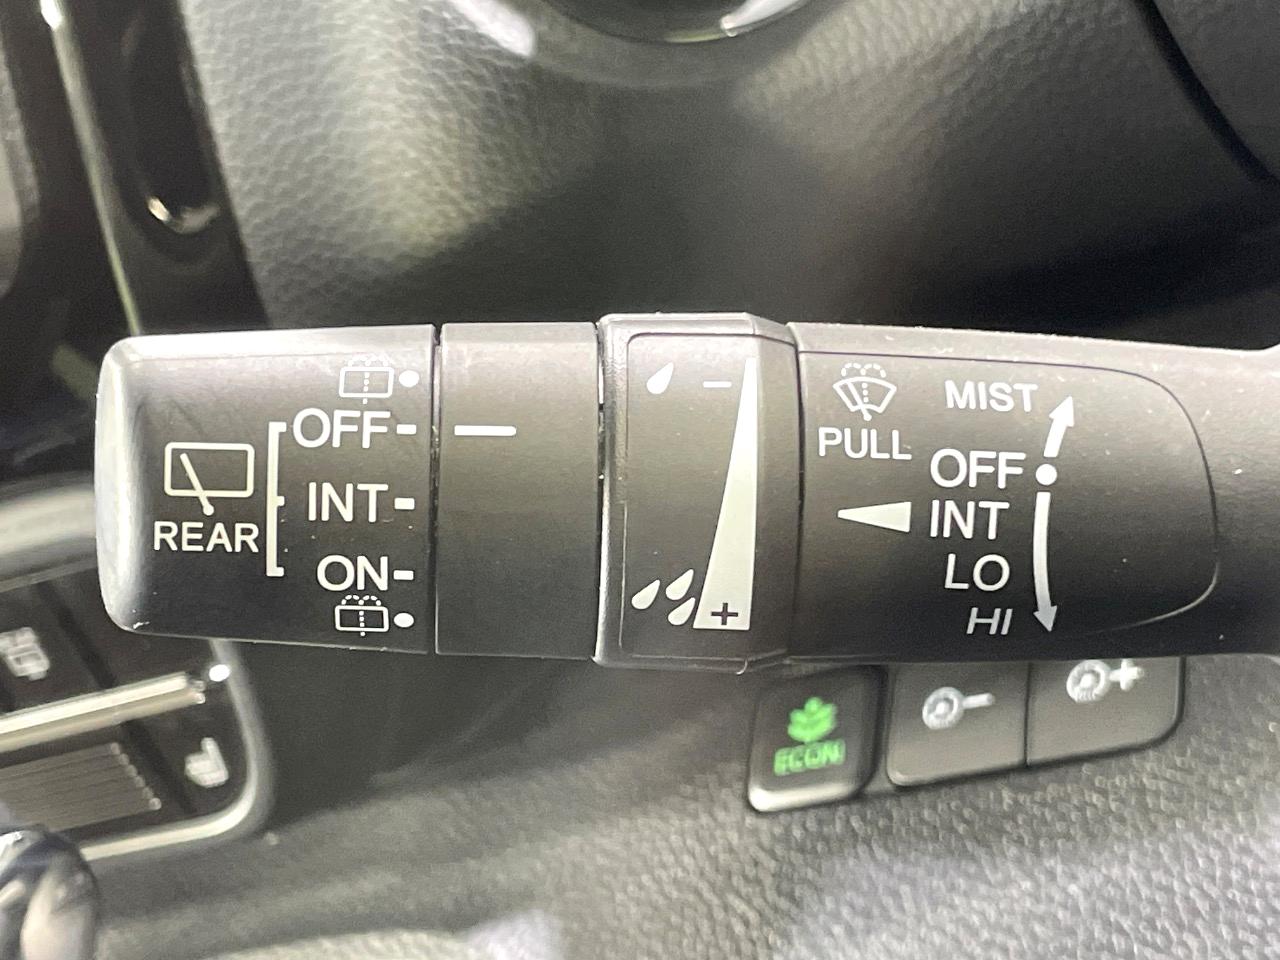 REAR
OFF
INT
ON
- 
+
PULL
MIST
OFF
INT
LO
HI
ECON
-
+